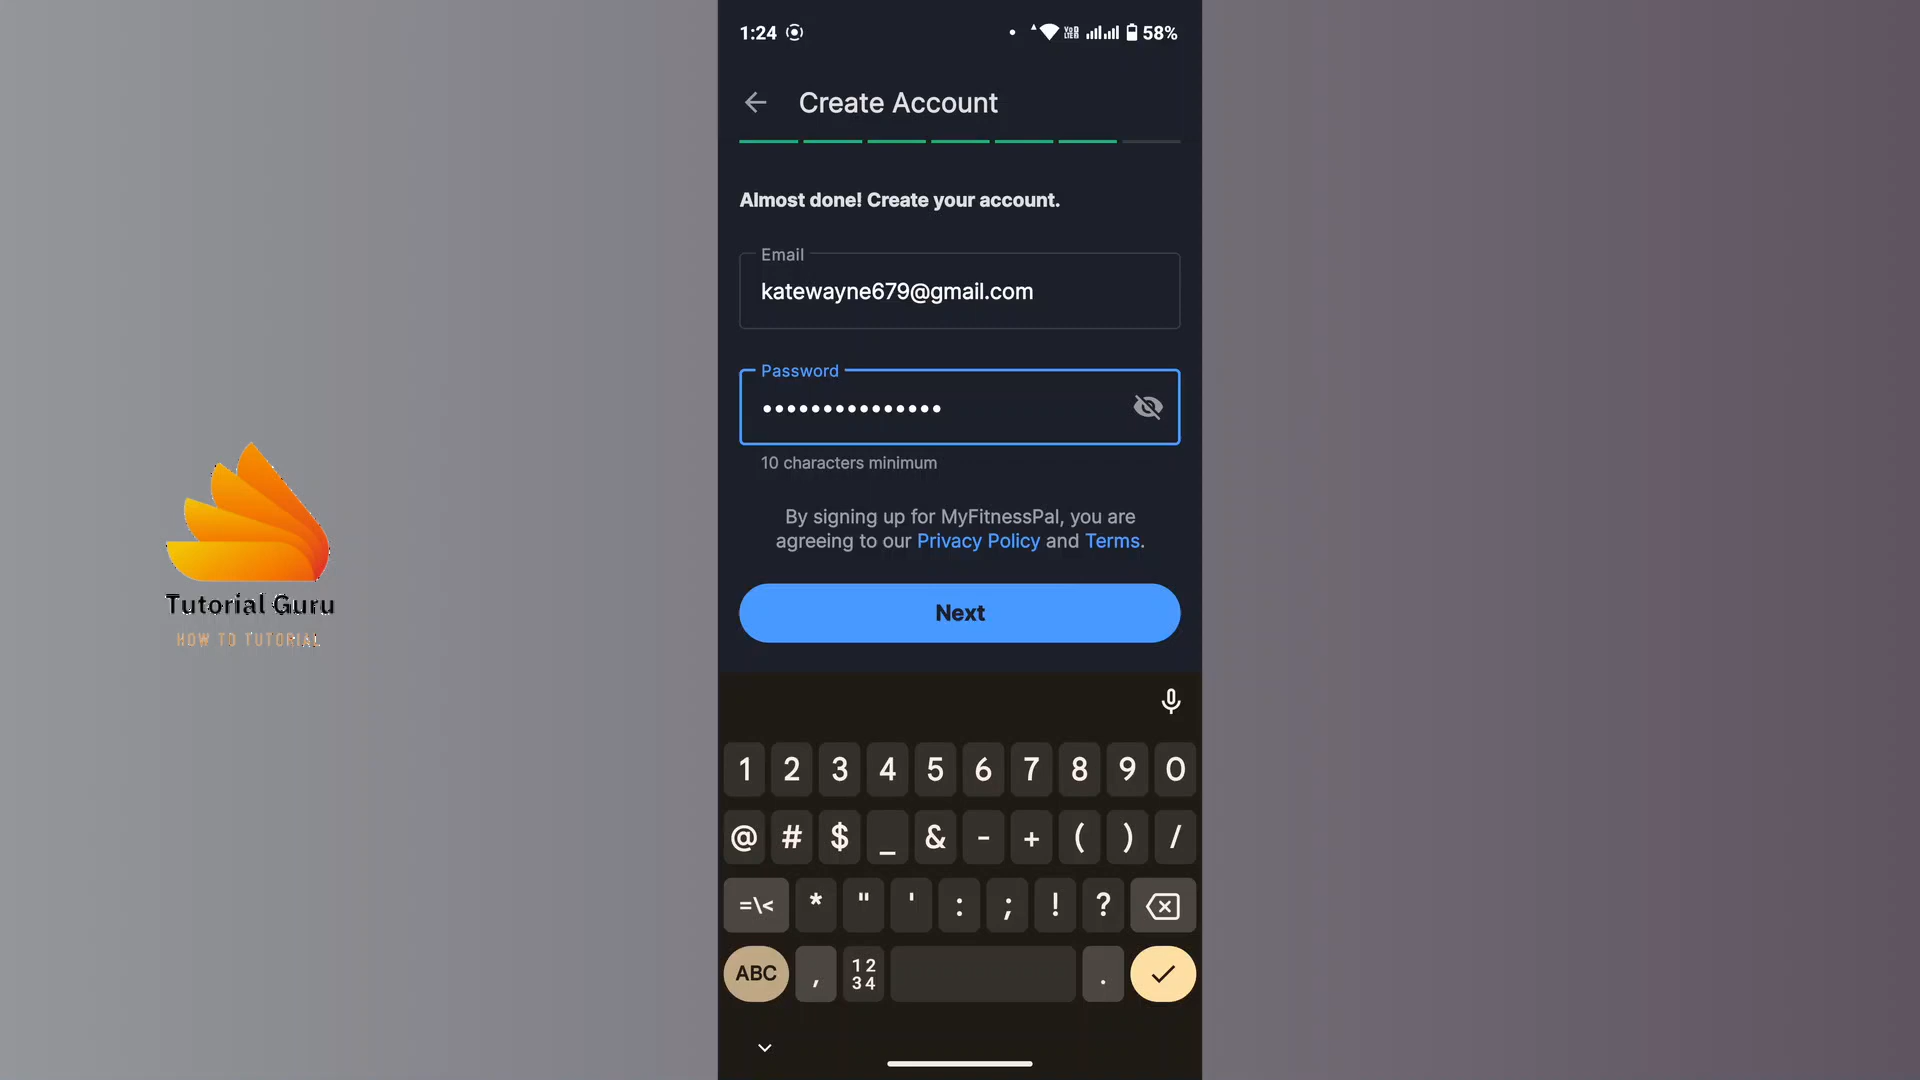 1:24
58%
Create Account
Almost done! Create your account.
Email
katewayne679@gmail.com
Password
•••••••••••••••
10 characters minimum
By signing up for MyFitnessPal, you are
agreeing to our Privacy Policy and Terms.
Next
Tutorial Guru
HOW TO TUTORIAL
1 2 3 4 5 6 7 8 9 0
@ # $ _ & - + ( ) /
=\< * " ' : ; ! ?
ABC , 12 34 .